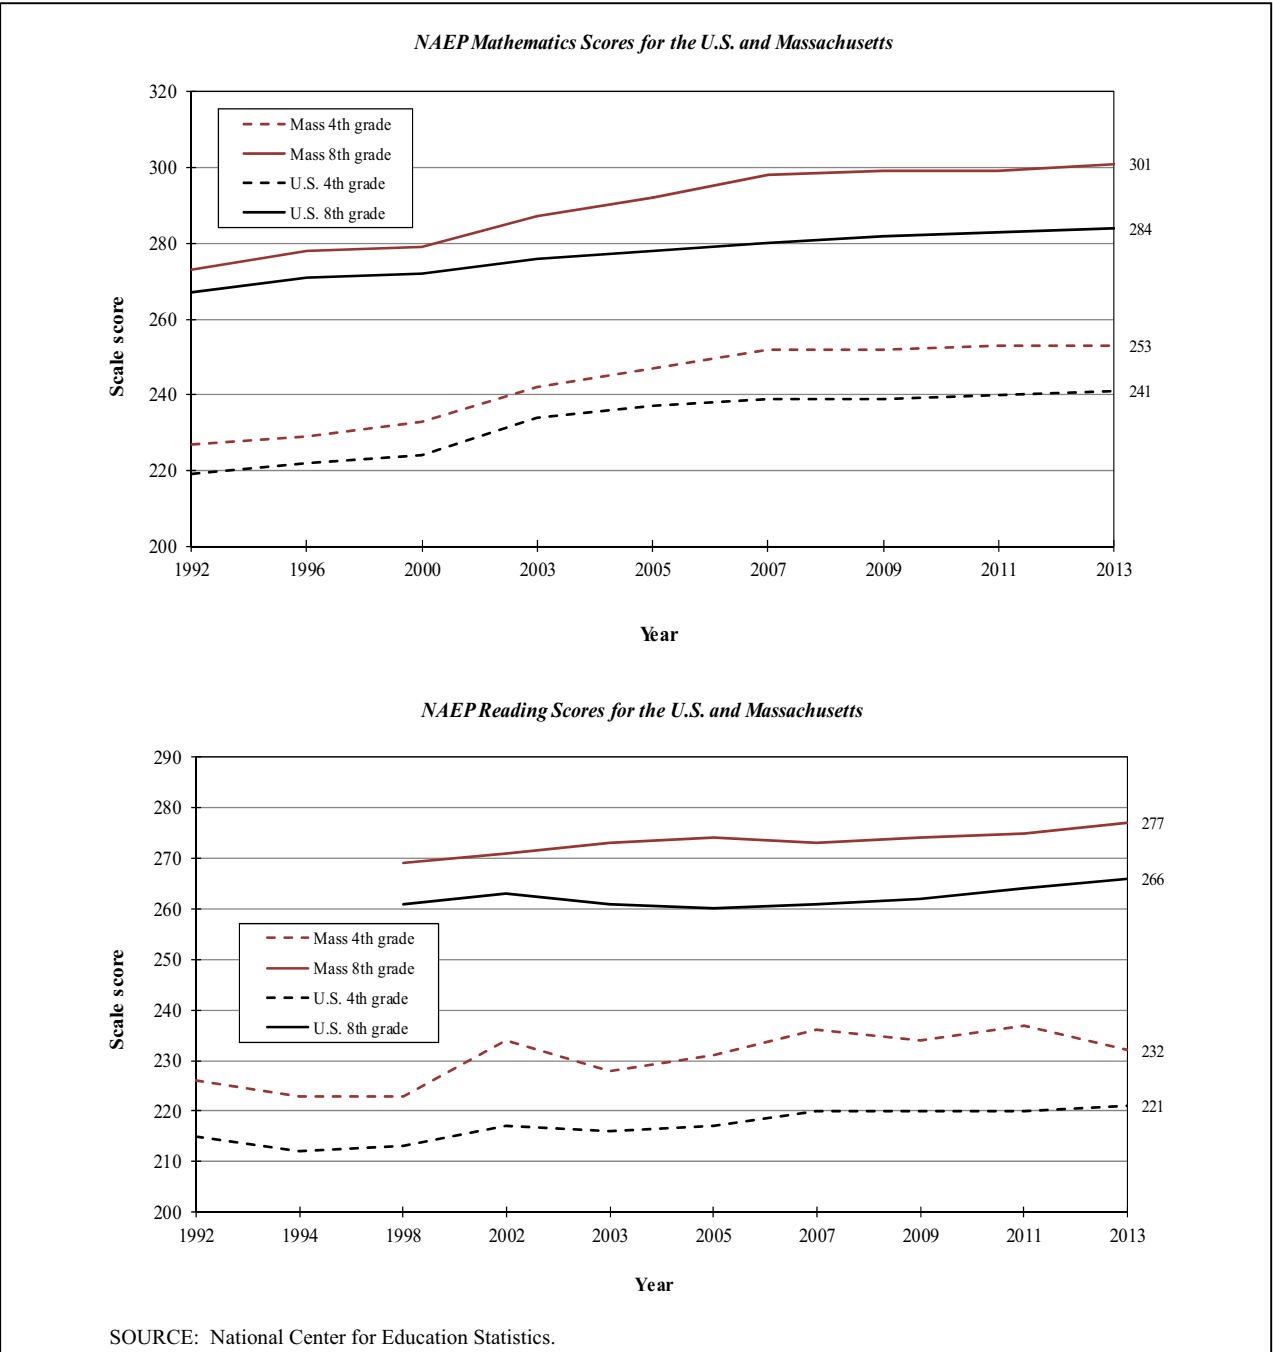 NAEP Mathematics Scores for the U.S. and Massachusetts
320
Mass 4th grade
Mass 8th grade
300
301
U.S. 4th grade
U.S. 8th grade
280
284
260
253
240
241
220
200
Scale score
1992 1996 2000 2003 2005 2007 2009 2011 2013
Year
NAEP Reading Scores for the U.S. and Massachusetts
290
280
277
270
266
260
Mass 4th grade
250
Mass 8th grade
U.S. 4th grade
240
U.S. 8th grade
230
232
220
221
210
200
Scale score
1992 1994 1998 2002 2003 2005 2007 2009 2011 2013
Year
SOURCE: National Center for Education Statistics.